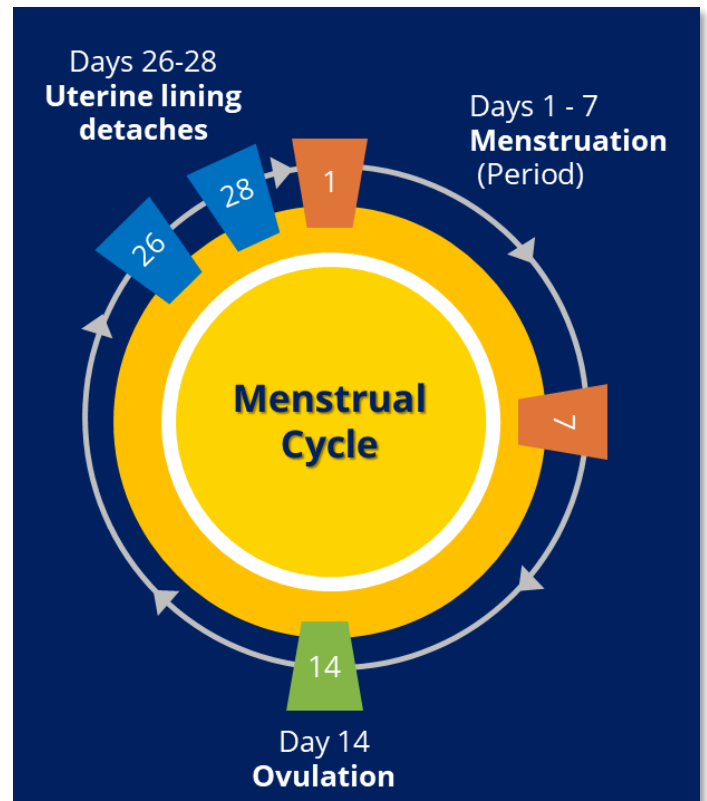 Days 26-28
Uterine lining
detaches
Days 1 - 7
Menstruation
(Period)
1
28
26
7
Menstrual
Cycle
14
Day 14
Ovulation